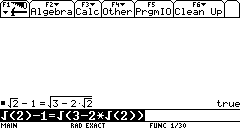 F1 F2 F3 F4 F5 F6
Algebra Calc Other PrgmIO Clean Up
√2 - 1 = √3 - 2·√2 true
√(2)-1=√(3-2*√(2))
MAIN RAD EXACT FUNC 1/30